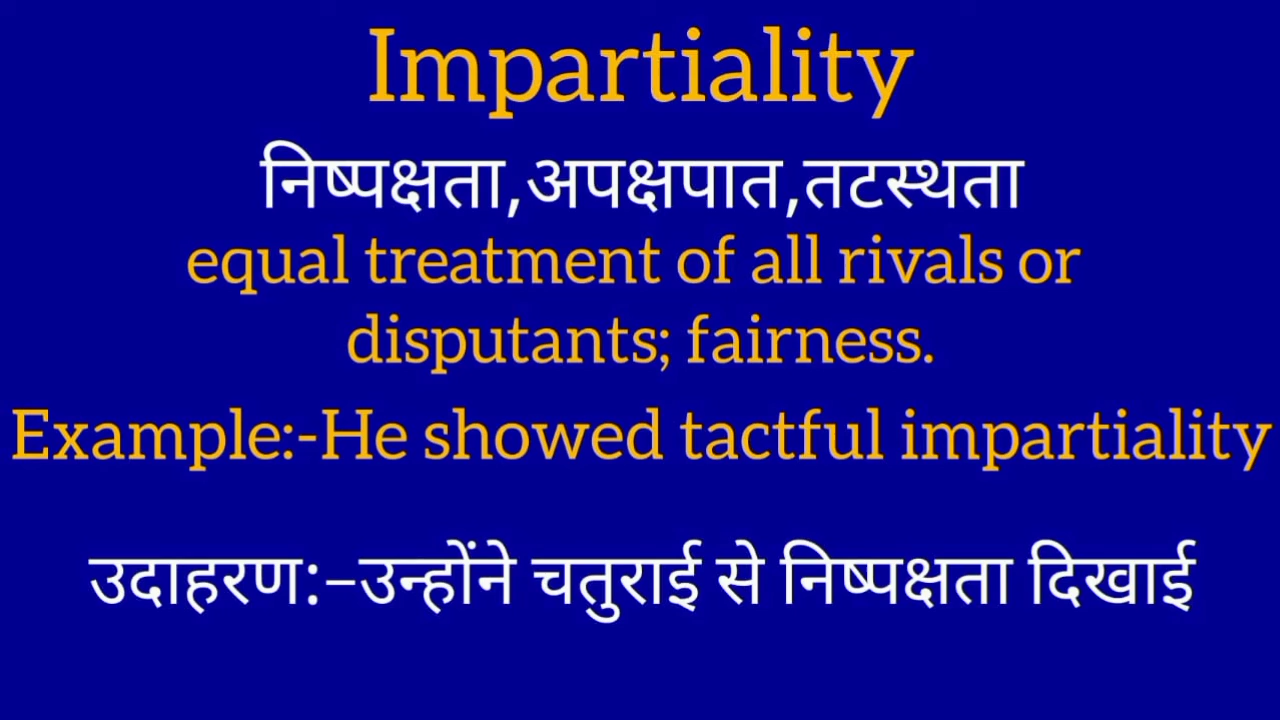 Impartiality
निष्पक्षता,अपक्षपात,तटस्थता
equal treatment of all rivals or
disputants; fairness.
Example:-He showed tactful impartiality
उदाहरण:–उन्होंने चतुराई से निष्पक्षता दिखाई